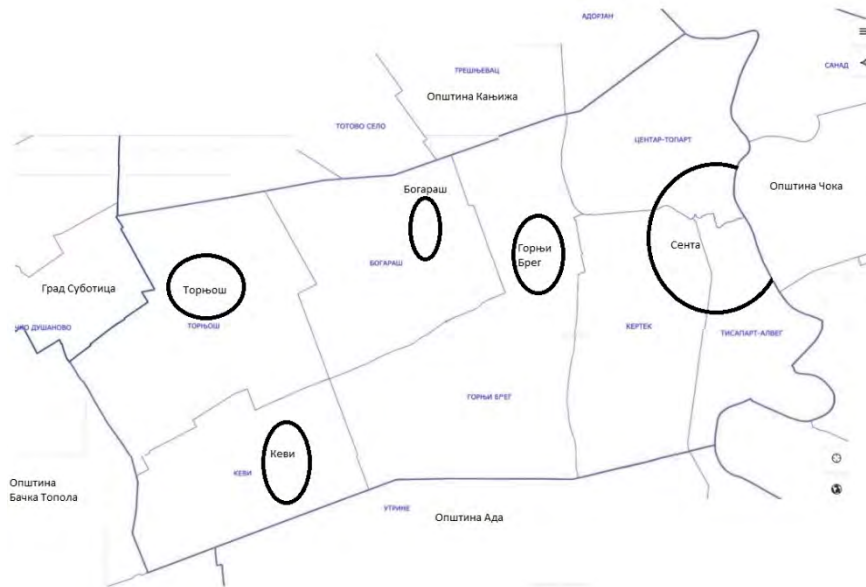 АДОРЈАН
САНАД
ТРЕШЊЕВАЦ
Општина Кањижа
ТОТОВО СЕЛО
ЦЕНТАР-ТОПАРТ
Општина Чока
Богараш
Горњи
Брег
Сента
БОГАРАШ
Град Суботица
Торњош
ДУШАНОВО
ТОРЊОШ
КЕРТЕК
ТИСАПАРТ-АЛВЕГ
ГОРЊИ БРЕГ
Кеви
КЕВИ
Општина
Бачка Топола
УТРИНЕ
Општина Ада